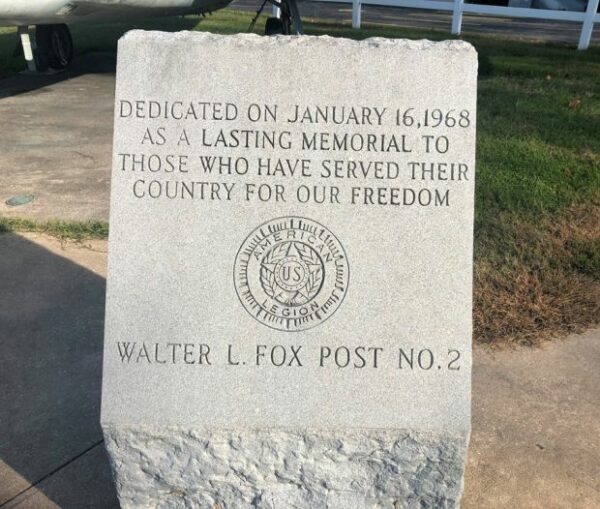 DEDICATED ON JANUARY 16,1968
AS A LASTING MEMORIAL TO
THOSE WHO HAVE SERVED THEIR
COUNTRY FOR OUR FREEDOM
AMERICAN
US
LEGION
WALTER L. FOX POST NO.2